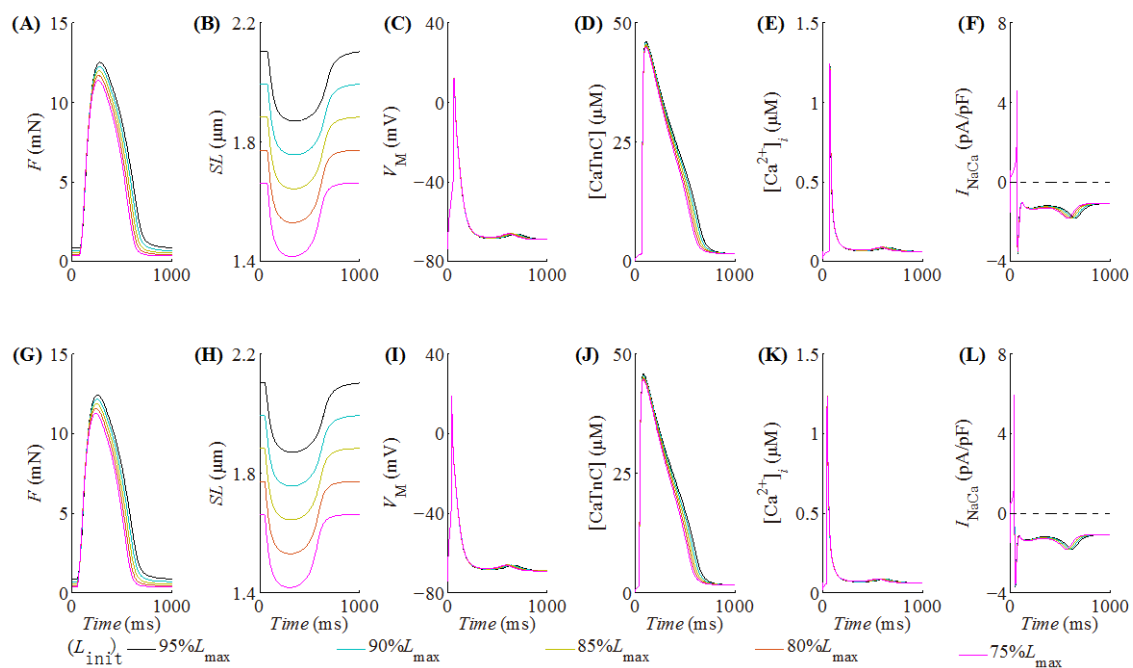 (A) (B) (C) (D) (E) (F)
15 2.2 40 50 1.5 8
10 0 1 4
F (mN) SL (μm) 1.8 V_M (mV) [CaTnC] (μM) 25 [Ca²⁺]_i (μM) I_NaCa (pA/pF) 0
5 −40 0.5
0 1.4 −80 0 0 −4
0 1000 0 1000 0 1000 0 1000 0 1000 0 1000
(G) (H) (I) (J) (K) (L)
15 2.2 40 50 1.5 8
10 0 1 4
F (mN) SL (μm) 1.8 V_M (mV) [CaTnC] (μM) 25 [Ca²⁺]_i (μM) I_NaCa (pA/pF) 0
5 −40 0.5
0 1.4 −80 0 0 −4
0 1000 0 1000 0 1000 0 1000 0 1000 0 1000
Time (ms) Time (ms) Time (ms) Time (ms) Time (ms) Time (ms)
(L_init) 95%L_max 90%L_max 85%L_max 80%L_max 75%L_max